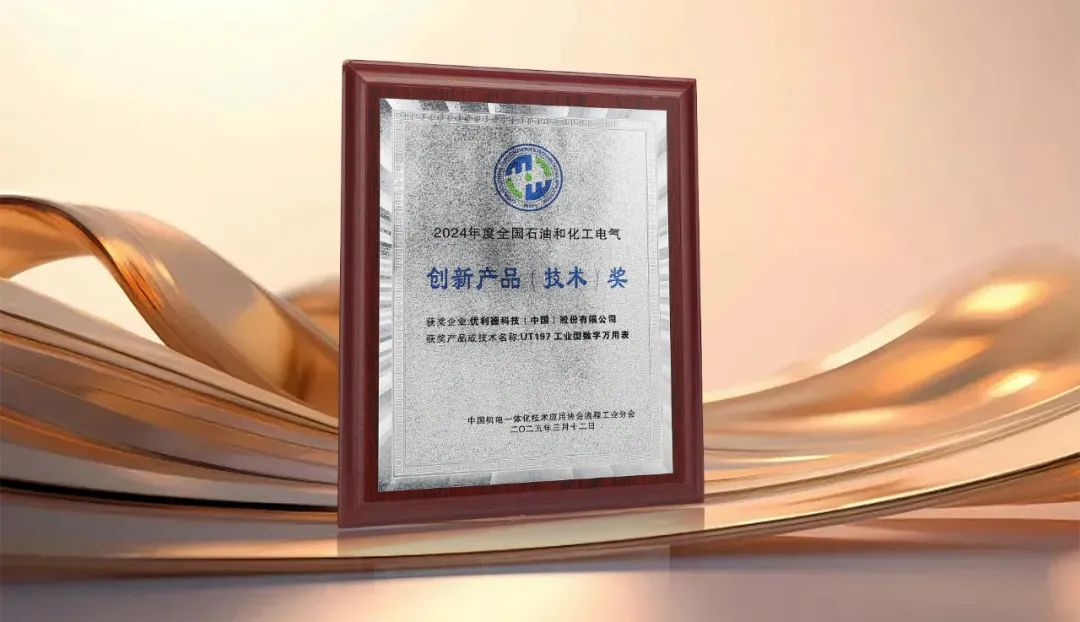 2024年度全国石油和化工电气
创新产品(技术)奖
获奖企业:优利德科技(中国)股份有限公司
获奖产品或技术名称:UT197 工业型数字万用表
中国机电一体化技术应用协会流程工业分会
二〇二五年三月十二日